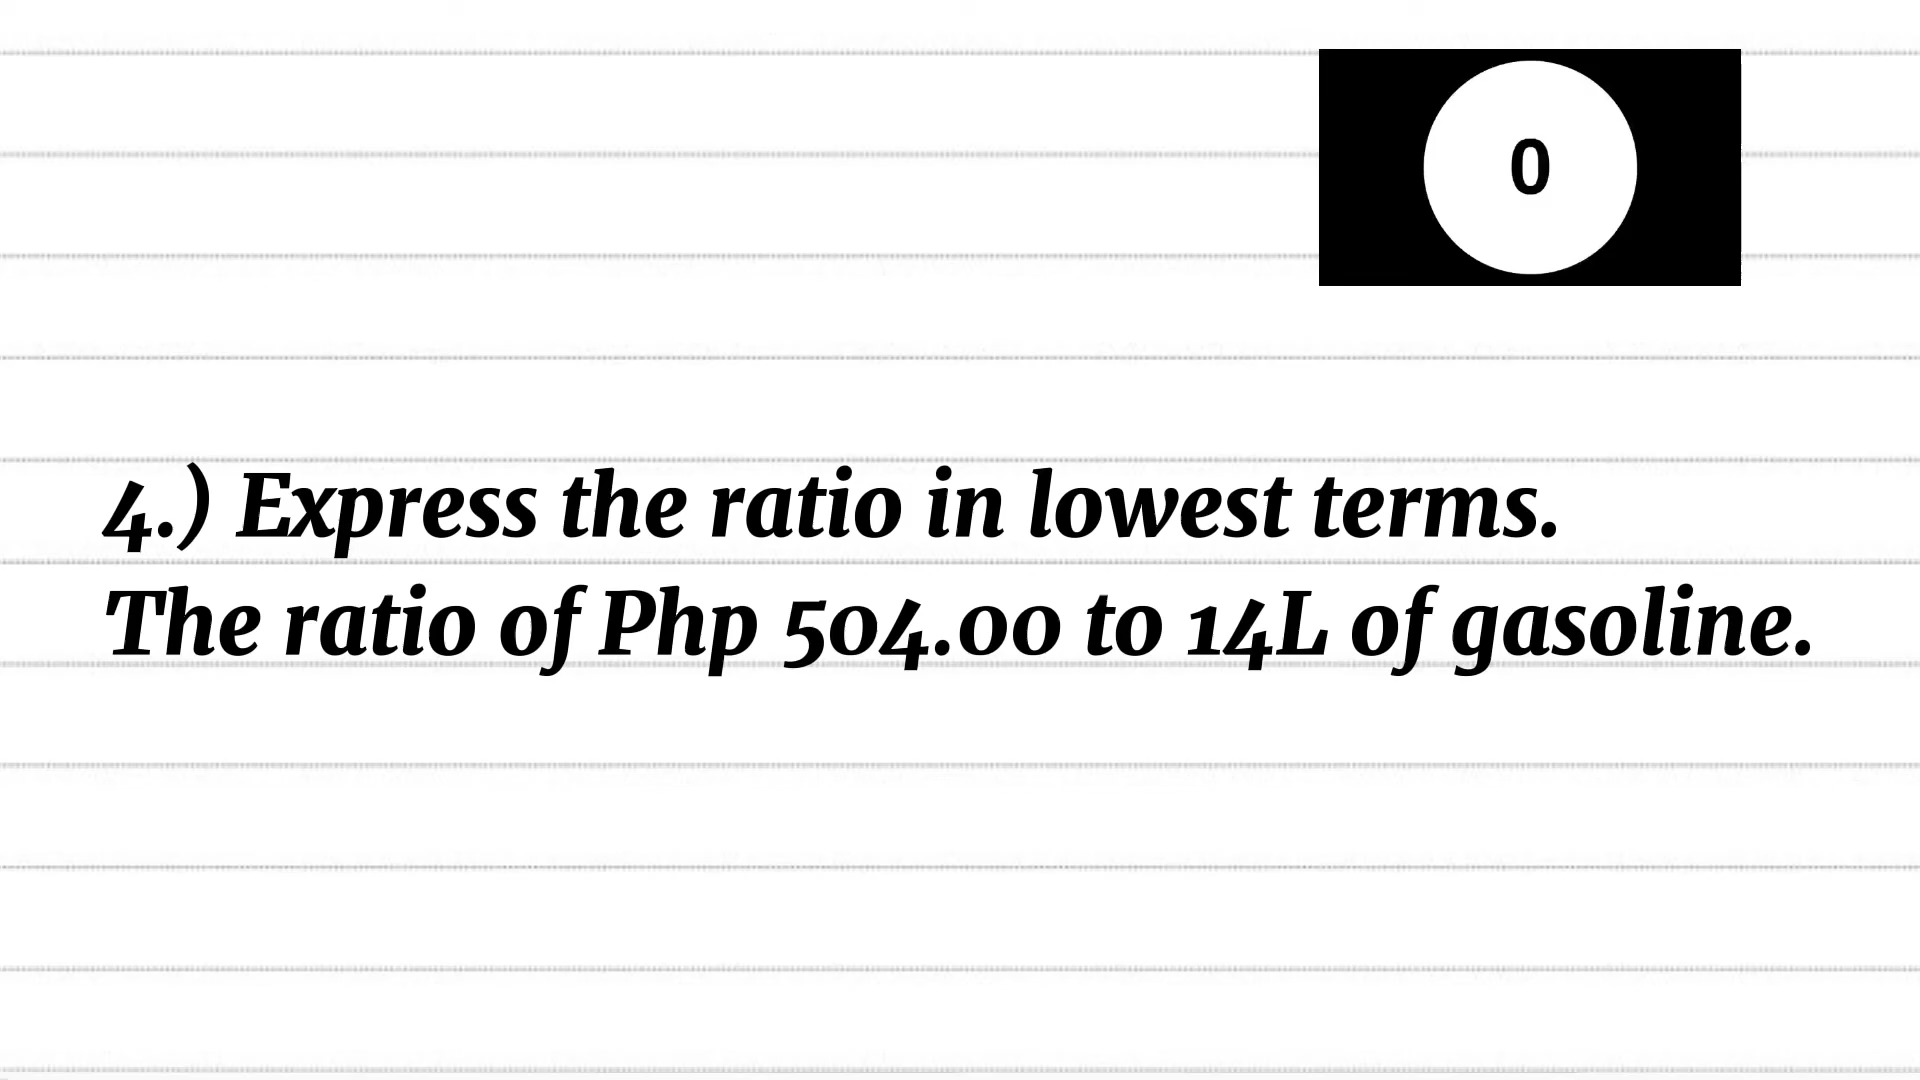 0
4.) Express the ratio in lowest terms.
The ratio of Php 504.00 to 14L of gasoline.